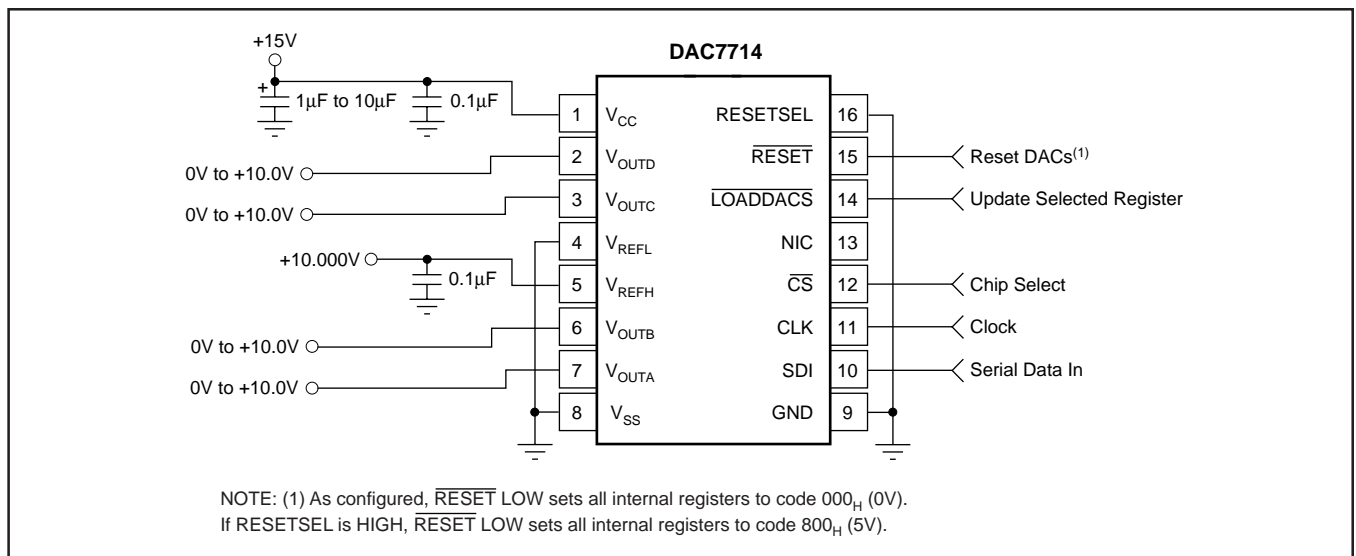 +15V
DAC7714
+
1μF to 10μF
0.1μF
1
V_CC
RESETSEL
16
2
V_OUTD
RESET
15
Reset DACs(1)
0V to +10.0V
3
V_OUTC
LOADDACS
14
Update Selected Register
0V to +10.0V
4
V_REFL
NIC
13
+10.000V
0.1μF
5
V_REFH
CS
12
Chip Select
6
V_OUTB
CLK
11
Clock
0V to +10.0V
7
V_OUTA
SDI
10
Serial Data In
0V to +10.0V
8
V_SS
GND
9
NOTE: (1) As configured, RESET LOW sets all internal registers to code 000_H (0V).
If RESETSEL is HIGH, RESET LOW sets all internal registers to code 800_H (5V).